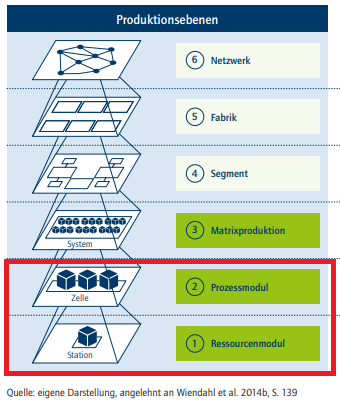 Produktionsebenen
6 Netzwerk
5 Fabrik
4 Segment
3 Matrixproduktion
System
2 Prozessmodul
Zelle
1 Ressourcenmodul
Station
Quelle: eigene Darstellung, angelehnt an Wiendahl et al. 2014b, S. 139